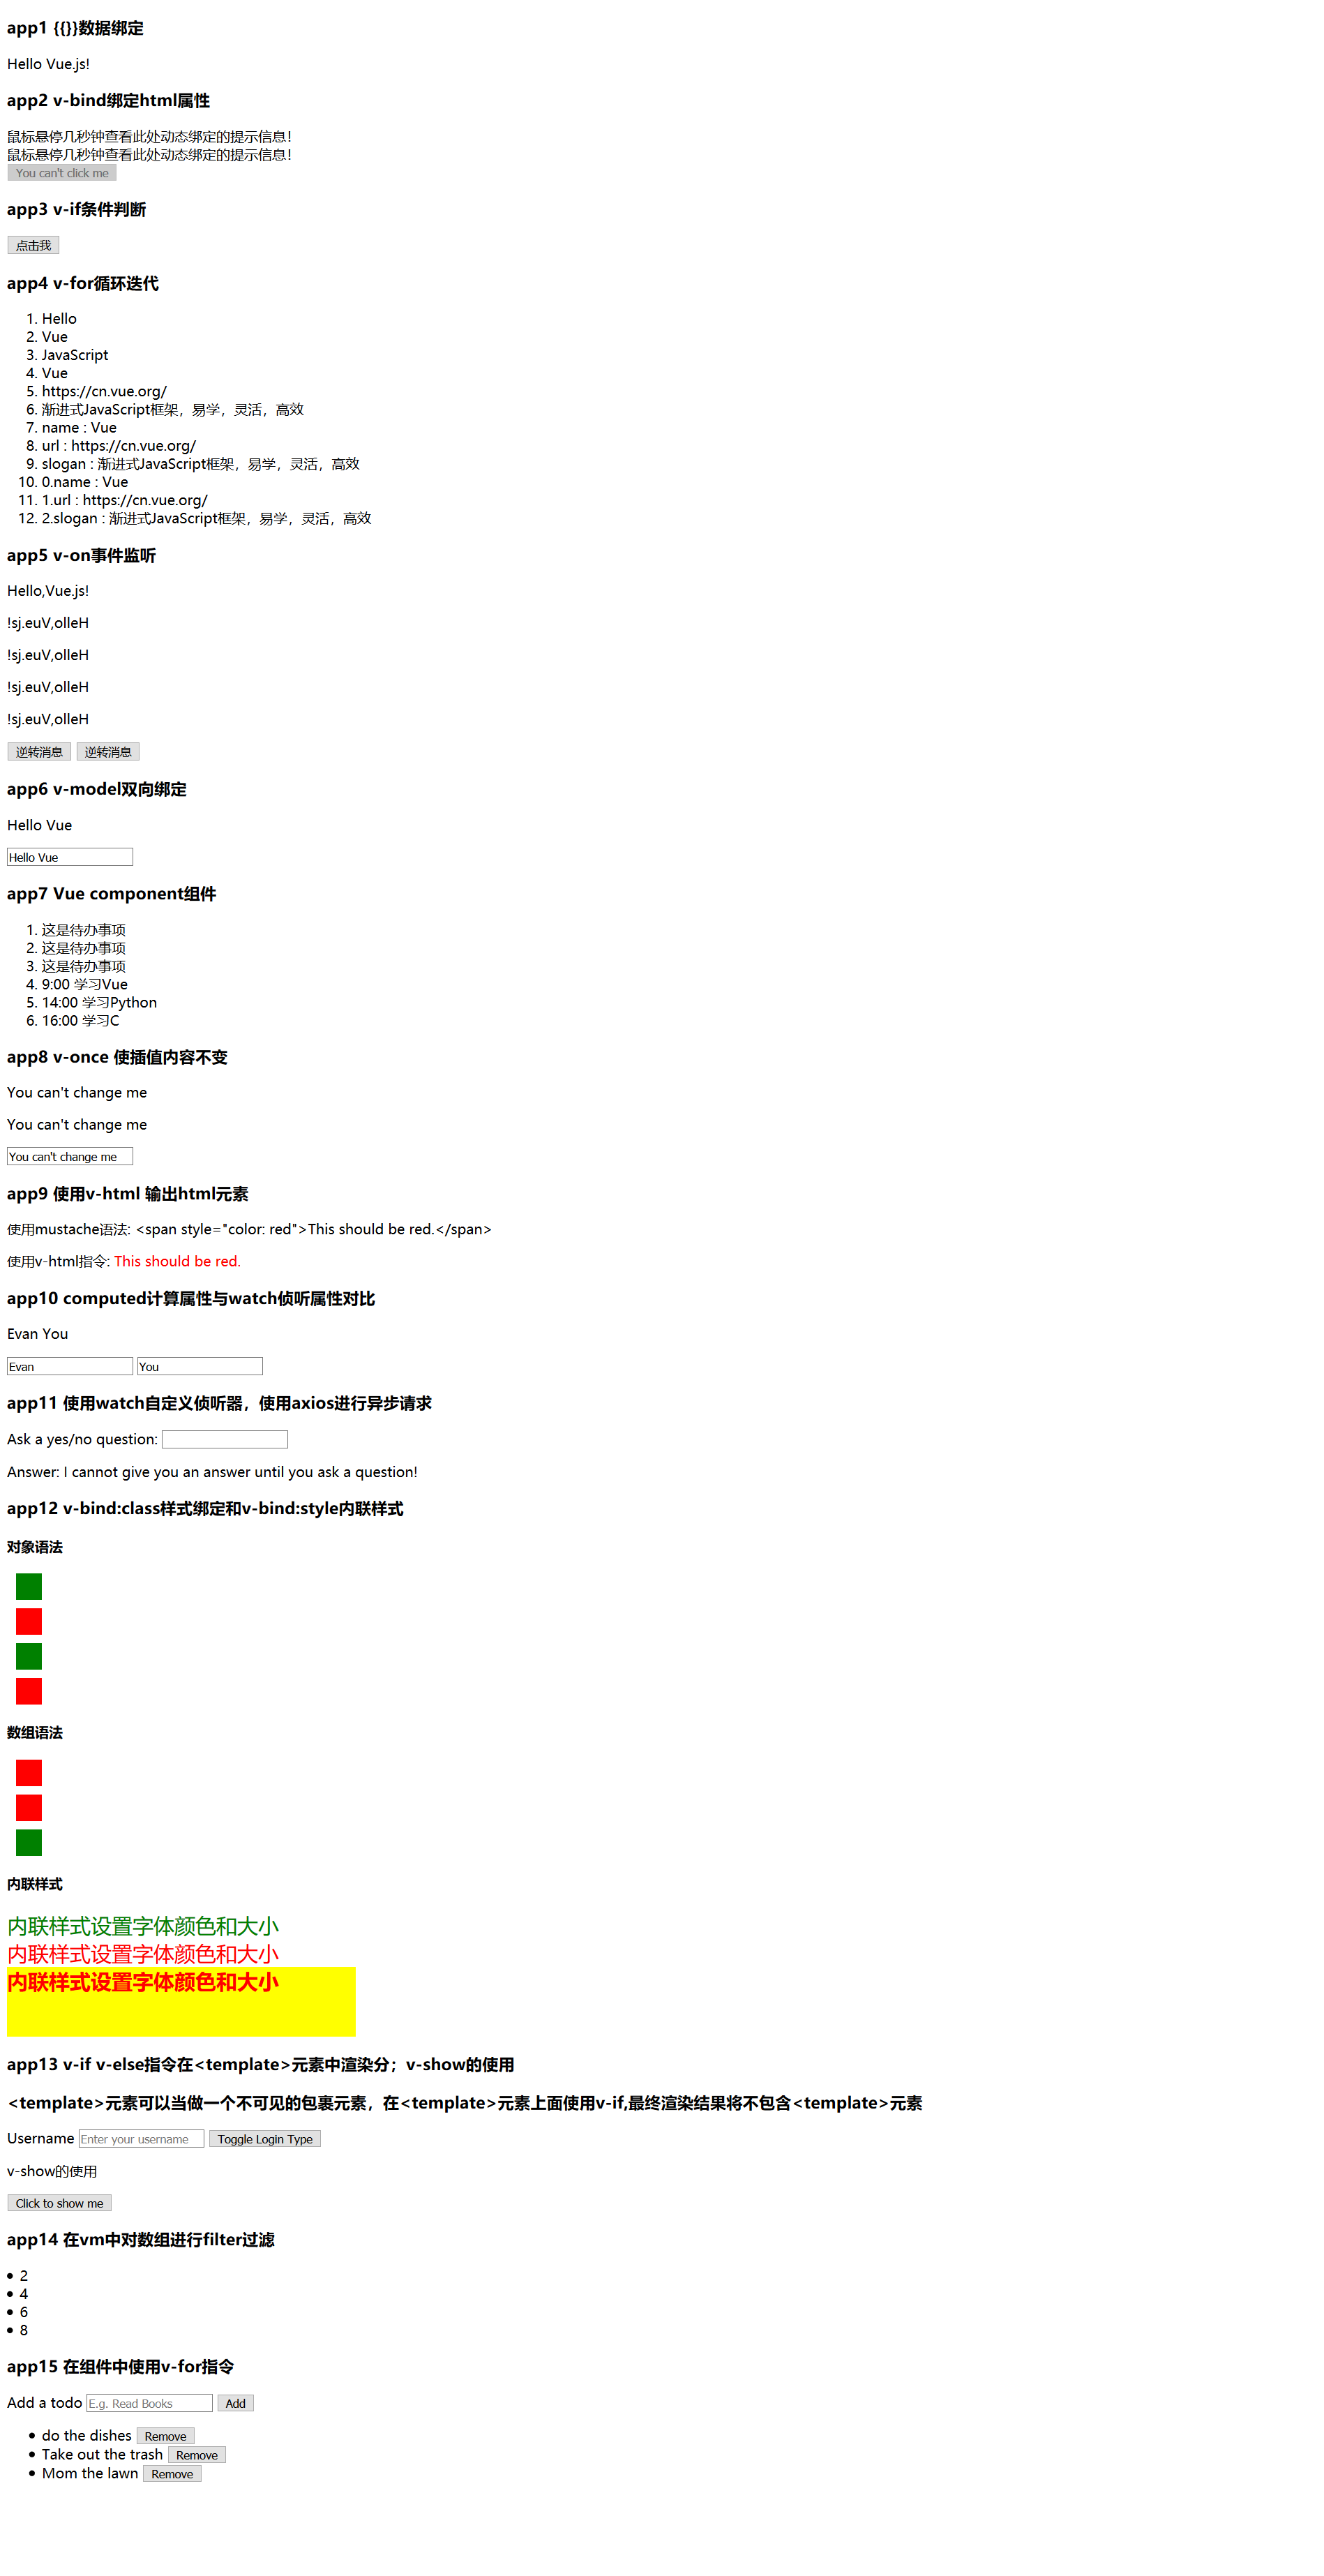 app1 {{}}数据绑定
Hello Vue.js!
app2 v-bind绑定html属性
鼠标悬停几秒钟查看此处动态绑定的提示信息！
鼠标悬停几秒钟查看此处动态绑定的提示信息！
You can't click me
app3 v-if条件判断
点击我
app4 v-for循环迭代
1. Hello
2. Vue
3. JavaScript
4. Vue
5. https://cn.vue.org/
6. 渐进式JavaScript框架，易学，灵活，高效
7. name : Vue
8. url : https://cn.vue.org/
9. slogan : 渐进式JavaScript框架，易学，灵活，高效
10. 0.name : Vue
11. 1.url : https://cn.vue.org/
12. 2.slogan : 渐进式JavaScript框架，易学，灵活，高效
app5 v-on事件监听
Hello,Vue.js!
!sj.euV,olleH
!sj.euV,olleH
!sj.euV,olleH
!sj.euV,olleH
逆转消息 逆转消息
app6 v-model双向绑定
Hello Vue
Hello Vue
app7 Vue component组件
1. 这是待办事项
2. 这是待办事项
3. 这是待办事项
4. 9:00 学习Vue
5. 14:00 学习Python
6. 16:00 学习C
app8 v-once 使插值内容不变
You can't change me
You can't change me
You can't change me
app9 使用v-html 输出html元素
使用mustache语法: <span style="color: red">This should be red.</span>
使用v-html指令: This should be red.
app10 computed计算属性与watch侦听属性对比
Evan You
Evan You
app11 使用watch自定义侦听器，使用axios进行异步请求
Ask a yes/no question:
Answer: I cannot give you an answer until you ask a question!
app12 v-bind:class样式绑定和v-bind:style内联样式
对象语法
数组语法
内联样式
内联样式设置字体颜色和大小
内联样式设置字体颜色和大小
内联样式设置字体颜色和大小
app13 v-if v-else指令在<template>元素中渲染分；v-show的使用
<template>元素可以当做一个不可见的包裹元素，在<template>元素上面使用v-if,最终渲染结果将不包含<template>元素
Username Enter your username Toggle Login Type
v-show的使用
Click to show me
app14 在vm中对数组进行filter过滤
• 2
• 4
• 6
• 8
app15 在组件中使用v-for指令
Add a todo E.g. Read Books Add
• do the dishes Remove
• Take out the trash Remove
• Mom the lawn Remove